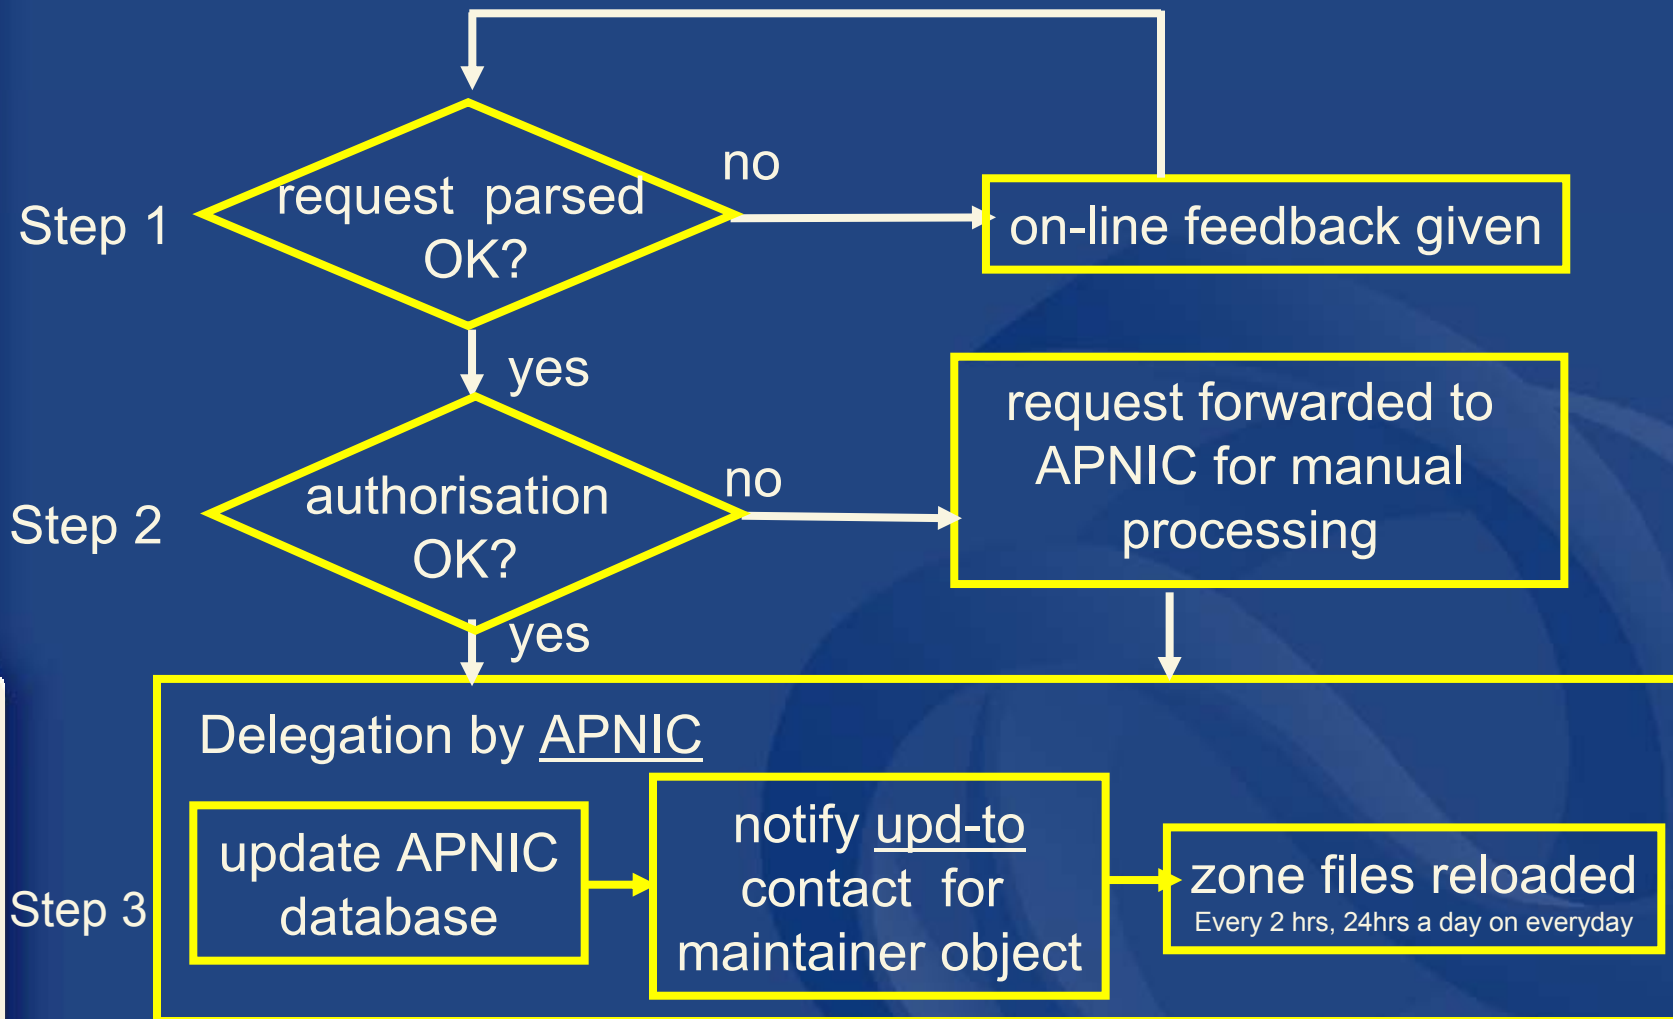 Step 1
request parsed
OK?
no
on-line feedback given
yes
Step 2
authorisation
OK?
no
request forwarded to
APNIC for manual
processing
yes
Delegation by APNIC
Step 3
update APNIC
database
notify upd-to
contact for
maintainer object
zone files reloaded
Every 2 hrs, 24hrs a day on everyday